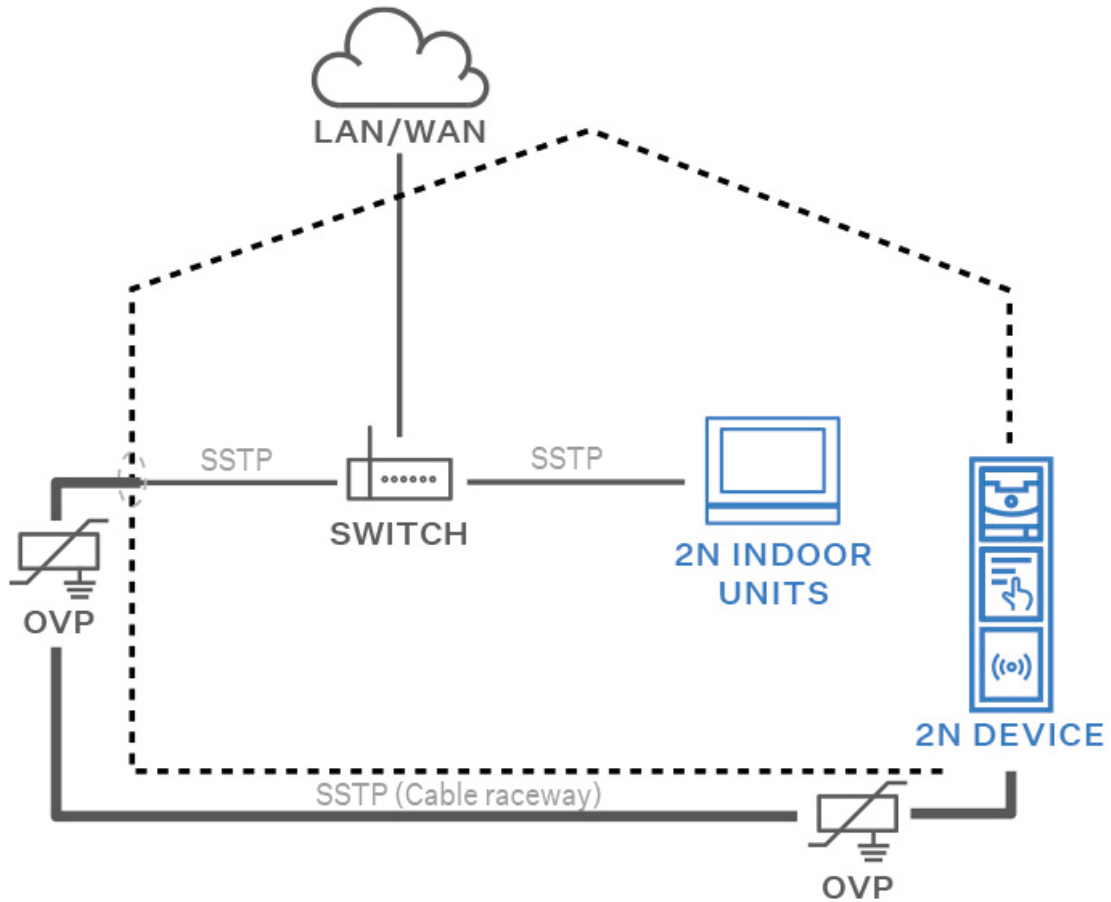 LAN/WAN
SSTP
SSTP
SWITCH
2N INDOOR
UNITS
OVP
2N DEVICE
SSTP (Cable raceway)
OVP